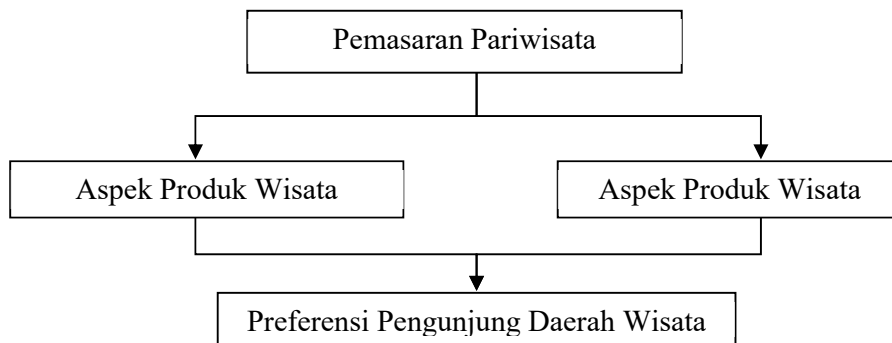 Pemasaran Pariwisata
Aspek Produk Wisata
Aspek Produk Wisata
Preferensi Pengunjung Daerah Wisata